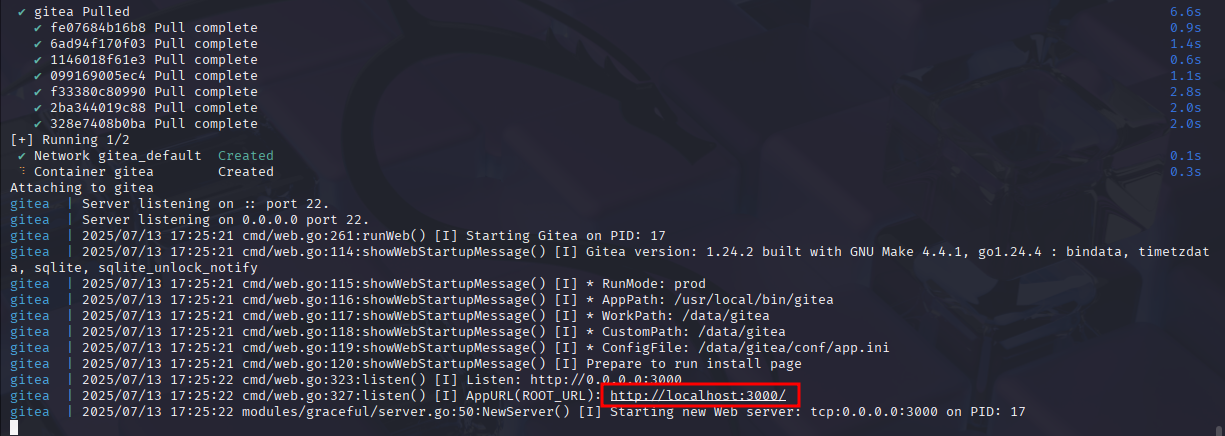 ✔ gitea Pulled 6.6s
✔ fe07684b16b8 Pull complete 0.9s
✔ 6ad94f170f03 Pull complete 1.4s
✔ 1146018f61e3 Pull complete 0.6s
✔ 099169005ec4 Pull complete 1.1s
✔ f33380c80990 Pull complete 2.8s
✔ 2ba344019c88 Pull complete 2.0s
✔ 328e7408b0ba Pull complete 2.0s
[+] Running 1/2
✔ Network gitea_default Created 0.1s
⠹ Container gitea Created 0.3s
Attaching to gitea
gitea | Server listening on :: port 22.
gitea | Server listening on 0.0.0.0 port 22.
gitea | 2025/07/13 17:25:21 cmd/web.go:261:runWeb() [I] Starting Gitea on PID: 17
gitea | 2025/07/13 17:25:21 cmd/web.go:114:showWebStartupMessage() [I] Gitea version: 1.24.2 built with GNU Make 4.4.1, go1.24.4 : bindata, timetzdat
a, sqlite, sqlite_unlock_notify
gitea | 2025/07/13 17:25:21 cmd/web.go:115:showWebStartupMessage() [I] * RunMode: prod
gitea | 2025/07/13 17:25:21 cmd/web.go:116:showWebStartupMessage() [I] * AppPath: /usr/local/bin/gitea
gitea | 2025/07/13 17:25:21 cmd/web.go:117:showWebStartupMessage() [I] * WorkPath: /data/gitea
gitea | 2025/07/13 17:25:21 cmd/web.go:118:showWebStartupMessage() [I] * CustomPath: /data/gitea
gitea | 2025/07/13 17:25:21 cmd/web.go:119:showWebStartupMessage() [I] * ConfigFile: /data/gitea/conf/app.ini
gitea | 2025/07/13 17:25:21 cmd/web.go:120:showWebStartupMessage() [I] Prepare to run install page
gitea | 2025/07/13 17:25:22 cmd/web.go:323:listen() [I] Listen: http://0.0.0.0:3000
gitea | 2025/07/13 17:25:22 cmd/web.go:327:listen() [I] AppURL(ROOT_URL): http://localhost:3000/
gitea | 2025/07/13 17:25:22 modules/graceful/server.go:50:NewServer() [I] Starting new Web server: tcp:0.0.0.0:3000 on PID: 17